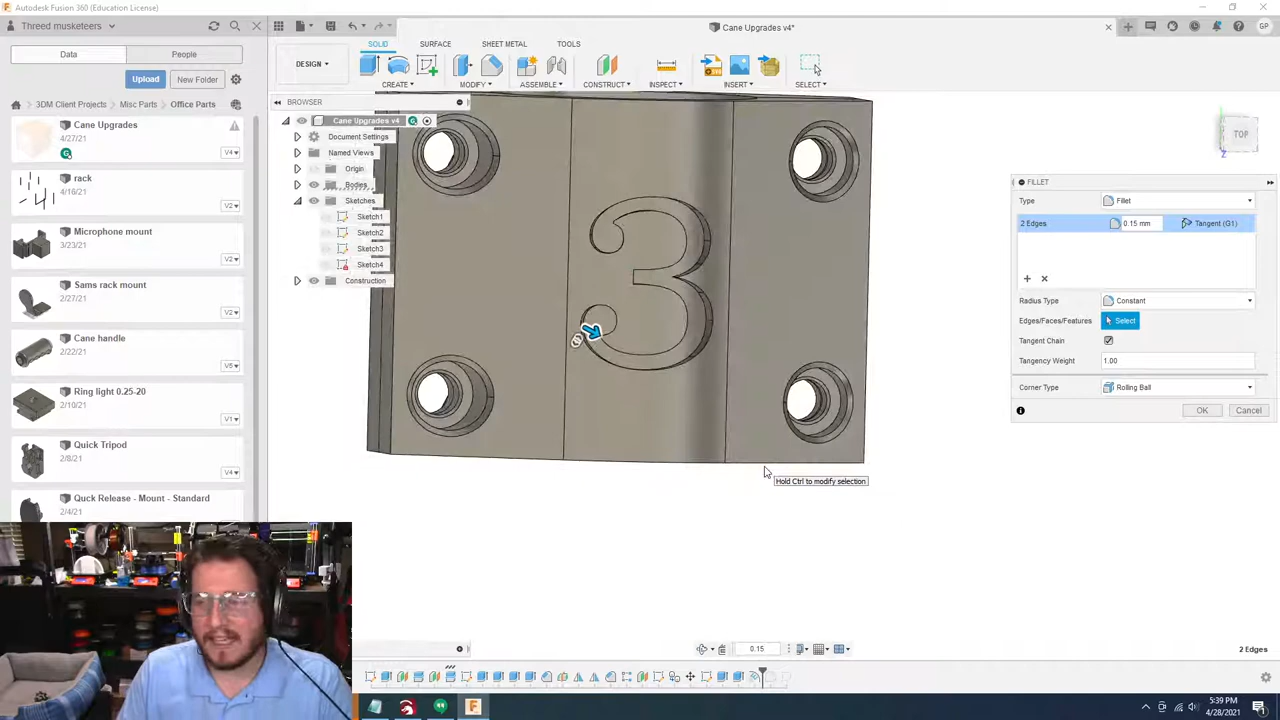 Autodesk Fusion 360 (Education License)
Threed musketers
Cane Upgrades v4*
GP
Data
People
Upload
New Folder
3DM Client Projects
Misc Parts
Office Parts
Cane Upgrades
4/27/21
G
V4
rack
4/16/21
V2
Microphone mount
3/23/21
V2
Sams rack mount
2/27/21
V2
Cane handle
2/22/21
V5
Ring light 0.25-20
2/10/21
V1
Quick Tripod
2/8/21
V4
Quck Release - Mount - Standard
2/4/21
DESIGN
SOLID
SURFACE
SHEET METAL
TOOLS
CREATE
MODIFY
ASSEMBLE
CONSTRUCT
INSPECT
INSERT
SELECT
BROWSER
Cane Upgrades v4
G
Document Settings
Named Views
Origin
Bodies
Sketches
Sketch1
Sketch2
Sketch3
Sketch4
Construction
3
TOP
Z
FILLET
Type
Fillet
2 Edges
0.15 mm
Tangent (G1)
Radius Type
Constant
Edges/Faces/Features
Select
Tangent Chain
Tangency Weight
1.00
Corner Type
Rolling Ball
OK
Cancel
Hold Ctrl to modify selection
0.15
2 Edges
5:39 PM
4/28/2021